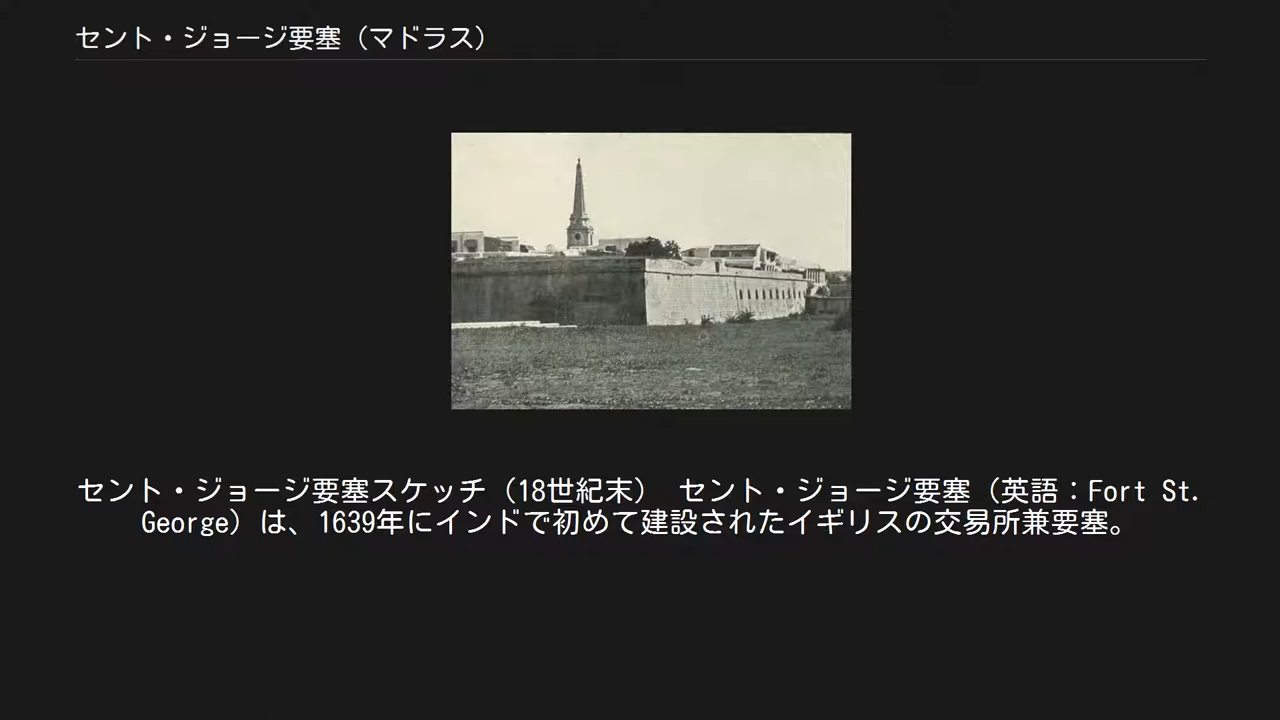 セント・ジョージ要塞（マドラス）
セント・ジョージ要塞スケッチ（18世紀末） セント・ジョージ要塞（英語：Fort St.
George）は、1639年にインドで初めて建設されたイギリスの交易所兼要塞。